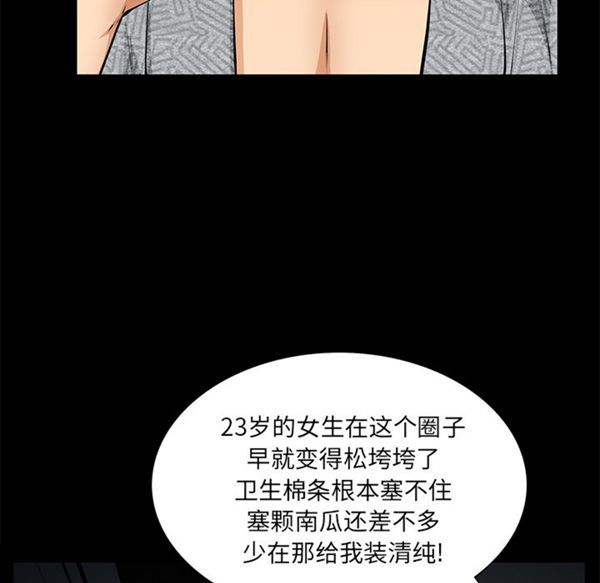 23岁的女生在这个圈子
早就变得松垮垮了
卫生棉条根本塞不住
塞颗南瓜还差不多
少在那给我装清纯!